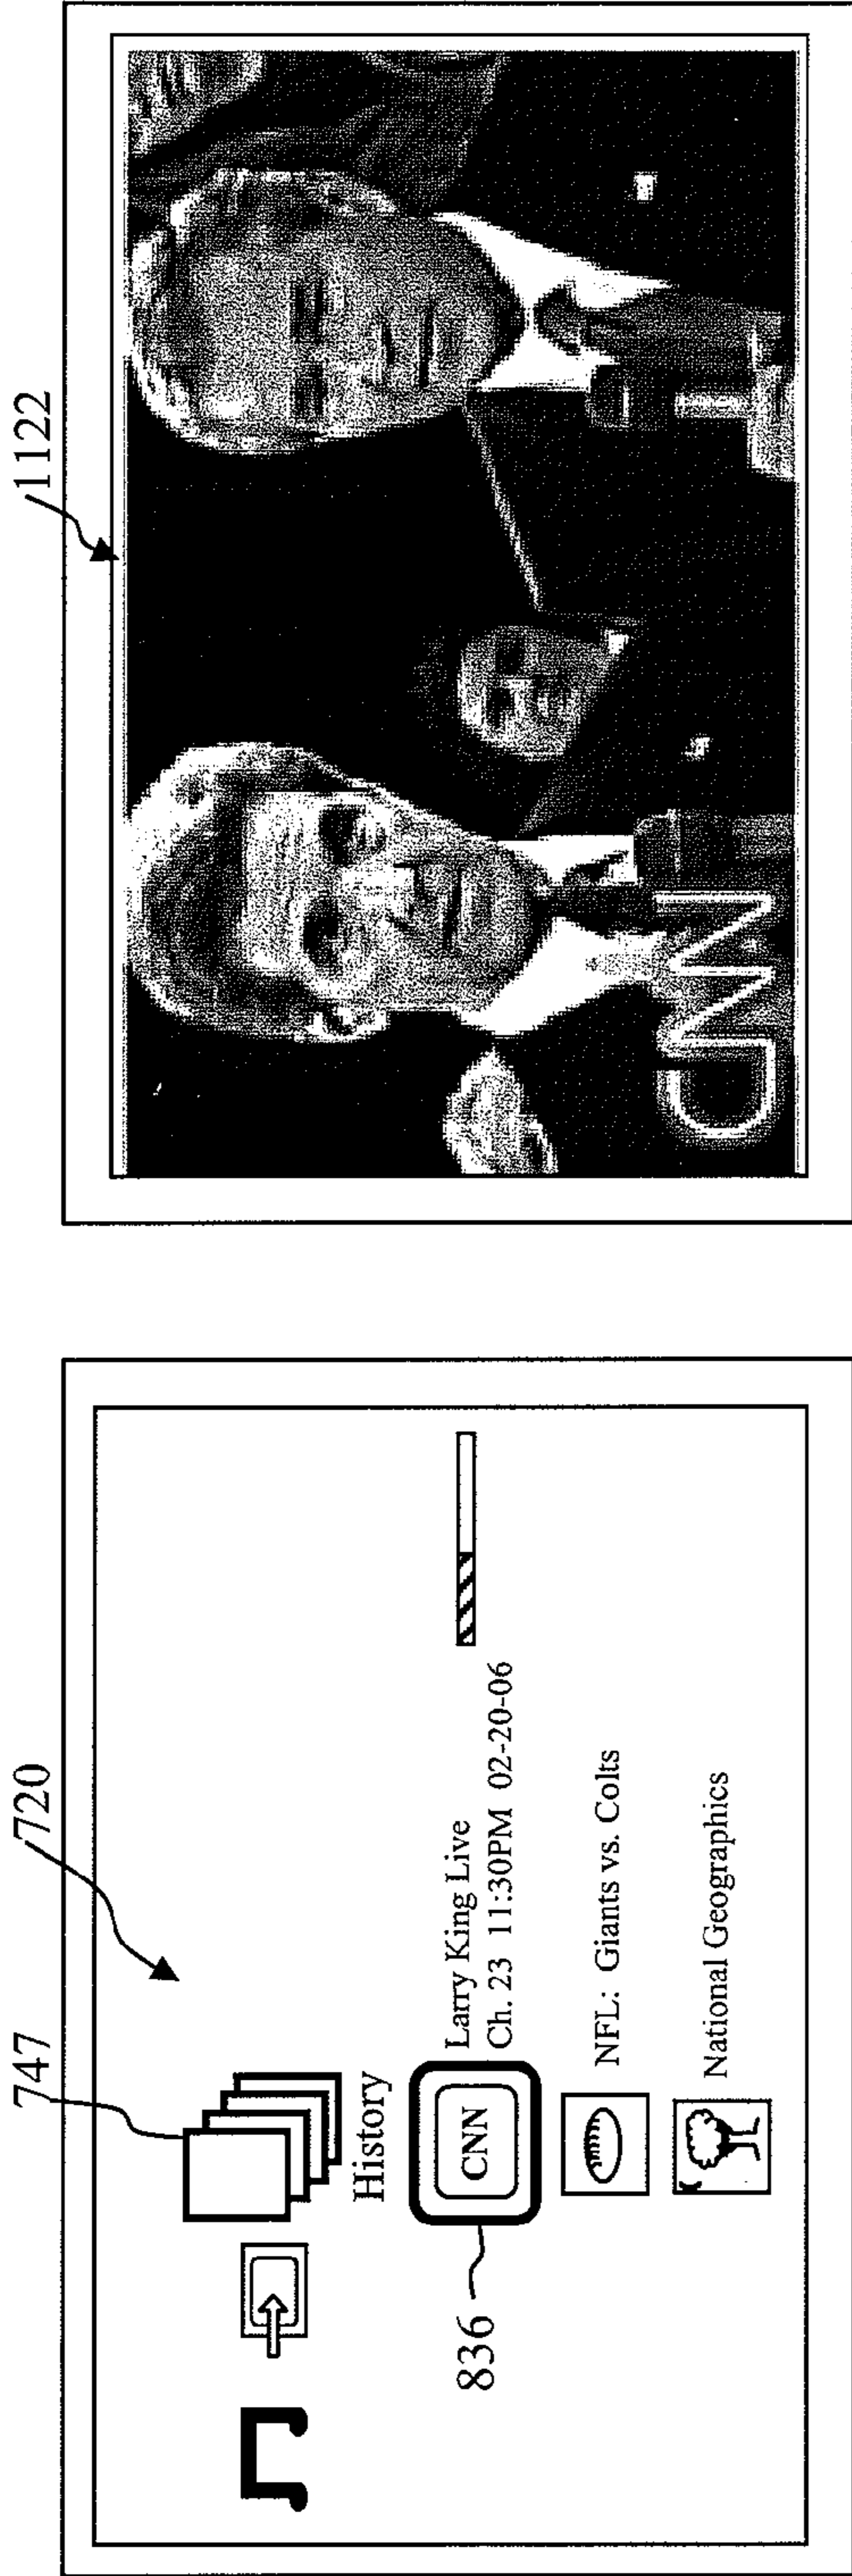 747
720
History
CNN
Larry King Live
Ch. 23 11:30PM 02-20-06
836
NFL: Giants vs. Colts
National Geographics
1122
CNN